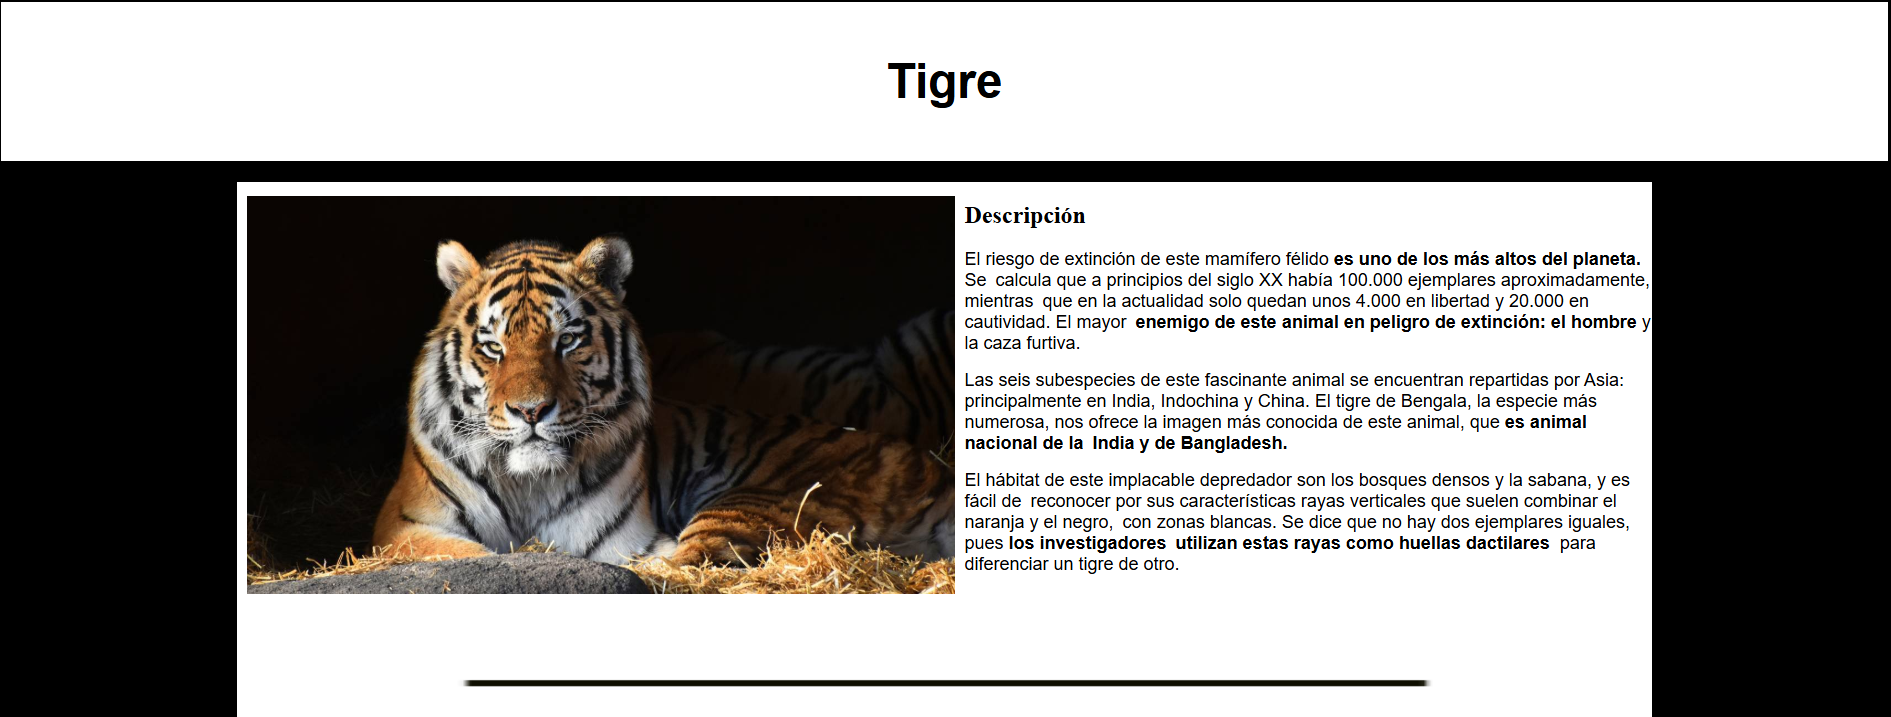 Tigre
Descripción
El riesgo de extinción de este mamífero félido es uno de los más altos del planeta.
Se calcula que a principios del siglo XX había 100.000 ejemplares aproximadamente,
mientras que en la actualidad solo quedan unos 4.000 en libertad y 20.000 en
cautividad. El mayor enemigo de este animal en peligro de extinción: el hombre y
la caza furtiva.
Las seis subespecies de este fascinante animal se encuentran repartidas por Asia:
principalmente en India, Indochina y China. El tigre de Bengala, la especie más
numerosa, nos ofrece la imagen más conocida de este animal, que es animal
nacional de la India y de Bangladesh.
El hábitat de este implacable depredador son los bosques densos y la sabana, y es
fácil de reconocer por sus características rayas verticales que suelen combinar el
naranja y el negro, con zonas blancas. Se dice que no hay dos ejemplares iguales,
pues los investigadores utilizan estas rayas como huellas dactilares para
diferenciar un tigre de otro.